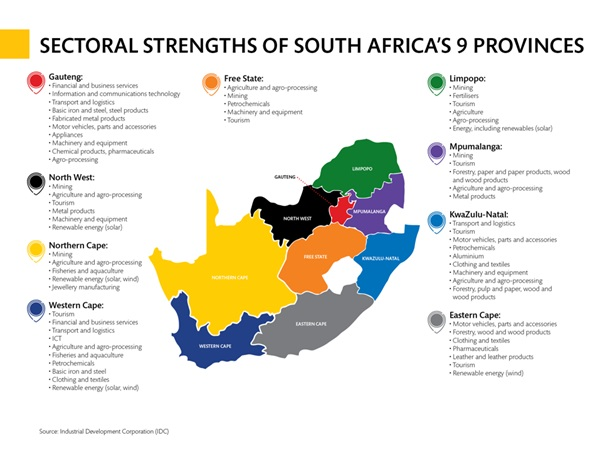 SECTORAL STRENGTHS OF SOUTH AFRICA'S 9 PROVINCES
Gauteng:
• Financial and business services
• Information and communications technology
• Transport and logistics
• Basic iron and steel, steel products
• Fabricated metal products
• Motor vehicles, parts and accessories
• Appliances
• Machinery and equipment
• Chemical products, pharmaceuticals
• Agro-processing
North West:
• Mining
• Agriculture and agro-processing
• Tourism
• Metal products
• Machinery and equipment
• Renewable energy (solar)
Northern Cape:
• Mining
• Agriculture and agro-processing
• Fisheries and aquaculture
• Renewable energy (solar, wind)
• Jewellery manufacturing
Western Cape:
• Tourism
• Financial and business services
• Transport and logistics
• ICT
• Agriculture and agro-processing
• Fisheries and aquaculture
• Petrochemicals
• Basic iron and steel
• Clothing and textiles
• Renewable energy (solar, wind)
Free State:
• Agriculture and agro-processing
• Mining
• Petrochemicals
• Machinery and equipment
• Tourism
GAUTENG
LIMPOPO
NORTH WEST
MPUMALANGA
FREE STATE
KWAZULU-NATAL
NORTHERN CAPE
EASTERN CAPE
WESTERN CAPE
Limpopo:
• Mining
• Fertilisers
• Tourism
• Agriculture
• Agro-processing
• Energy, including renewables (solar)
Mpumalanga:
• Mining
• Tourism
• Forestry, paper and paper products, wood
and wood products
• Agriculture and agro-processing
• Metal products
KwaZulu-Natal:
• Transport and logistics
• Tourism
• Motor vehicles, parts and accessories
• Petrochemicals
• Aluminium
• Clothing and textiles
• Machinery and equipment
• Agriculture and agro-processing
• Forestry, pulp and paper, wood and
wood products
Eastern Cape:
• Motor vehicles, parts and accessories
• Forestry, wood and wood products
• Clothing and textiles
• Pharmaceuticals
• Leather and leather products
• Tourism
• Renewable energy (wind)
Source: Industrial Development Corporation (IDC)